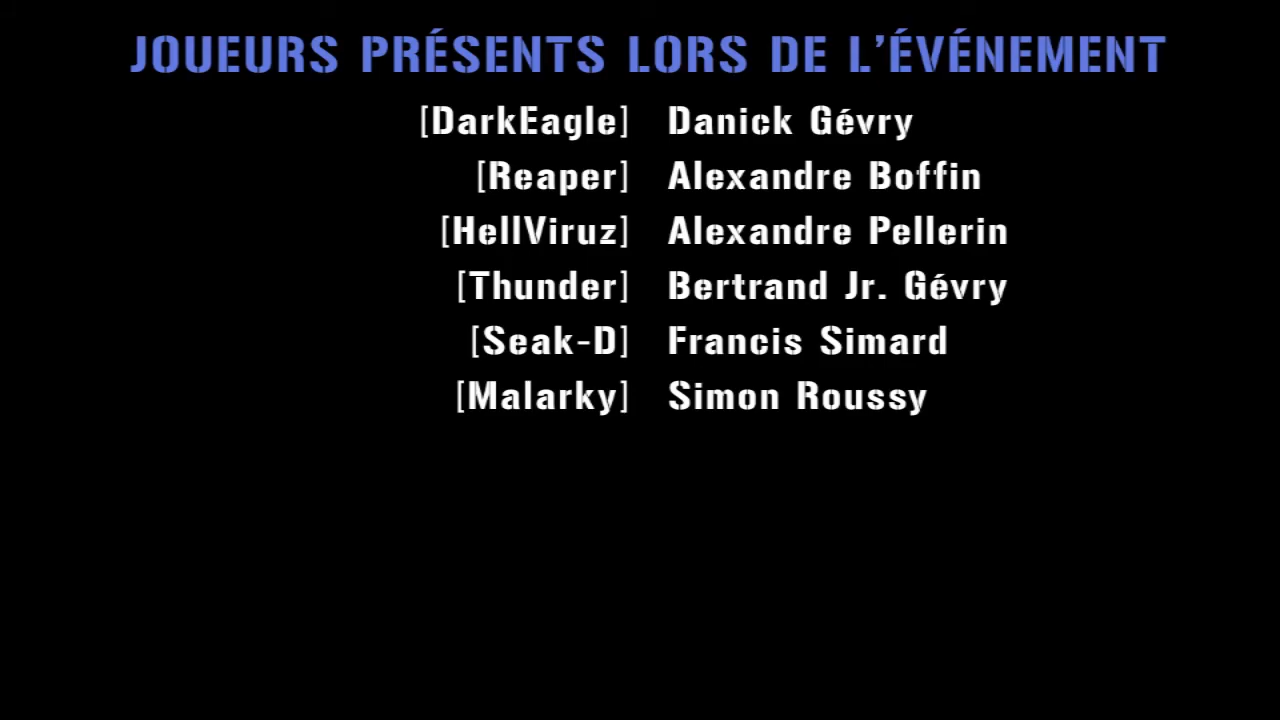 JOUEURS PRÉSENTS LORS DE L’ÉVÉNEMENT
[DarkEagle] Danick Gévry
[Reaper] Alexandre Boffin
[HellViruz] Alexandre Pellerin
[Thunder] Bertrand Jr. Gévry
[Seak-D] Francis Simard
[Malarky] Simon Roussy